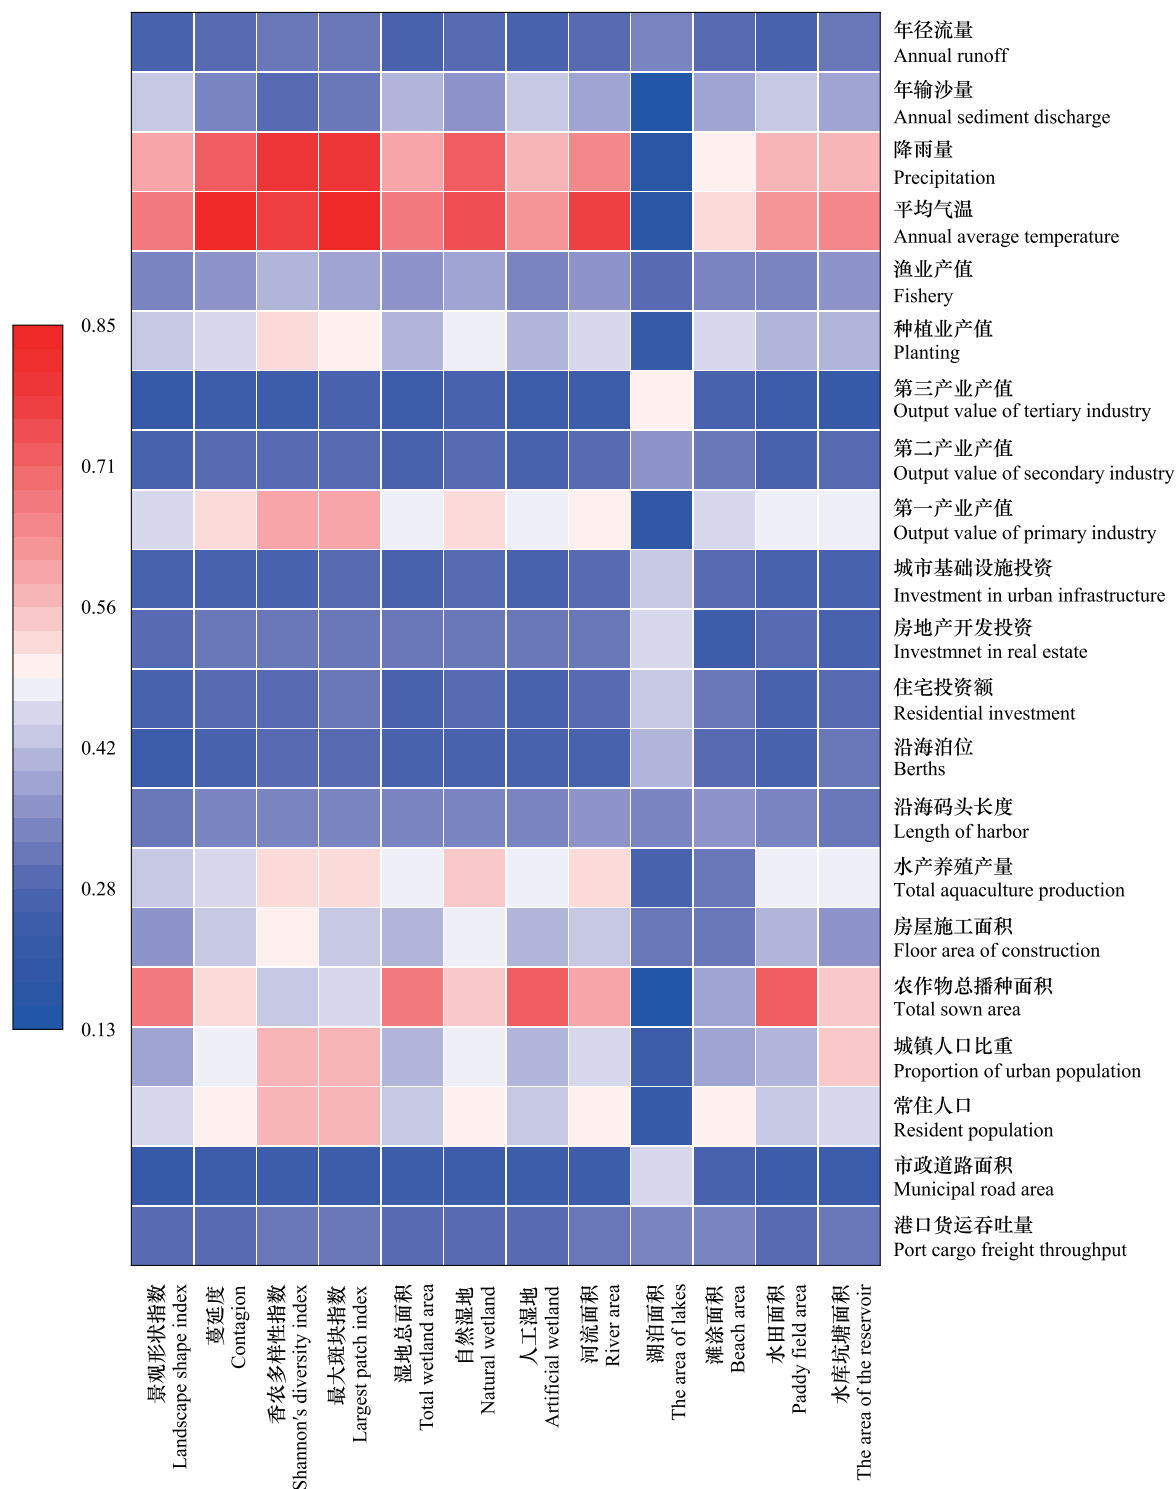 年径流量
Annual runoff
年输沙量
Annual sediment discharge
降雨量
Precipitation
平均气温
Annual average temperature
渔业产值
Fishery
种植业产值
Planting
第三产业产值
Output value of tertiary industry
第二产业产值
Output value of secondary industry
第一产业产值
Output value of primary industry
城市基础设施投资
Investment in urban infrastructure
房地产开发投资
Investmnet in real estate
住宅投资额
Residential investment
沿海泊位
Berths
沿海码头长度
Length of harbor
水产养殖产量
Total aquaculture production
房屋施工面积
Floor area of construction
农作物总播种面积
Total sown area
城镇人口比重
Proportion of urban population
常住人口
Resident population
市政道路面积
Municipal road area
港口货运吞吐量
Port cargo freight throughput
0.85
0.71
0.56
0.42
0.28
0.13
景观形状指数
Landscape shape index
蔓延度
Contagion
香农多样性指数
Shannon's diversity index
最大斑块指数
Largest patch index
湿地总面积
Total wetland area
自然湿地
Natural wetland
人工湿地
Artificial wetland
河流面积
River area
湖泊面积
The area of lakes
滩涂面积
Beach area
水田面积
Paddy field area
水库坑塘面积
The area of the reservoir